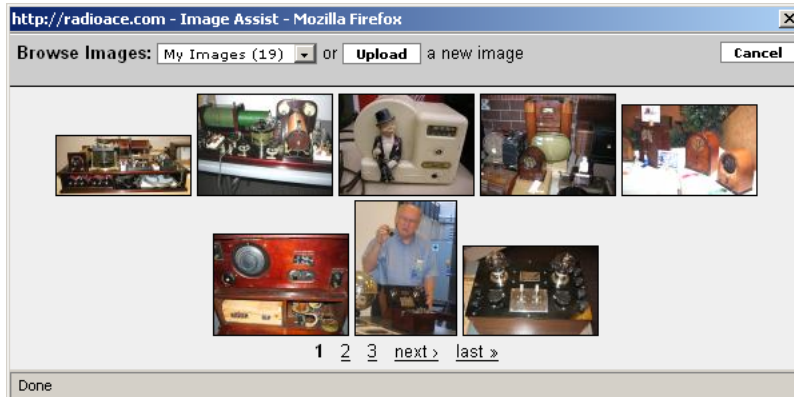 http://radioace.com - Image Assist - Mozilla Firefox
Browse Images: My Images (19) or Upload a new image Cancel
1 2 3 next › last »
Done